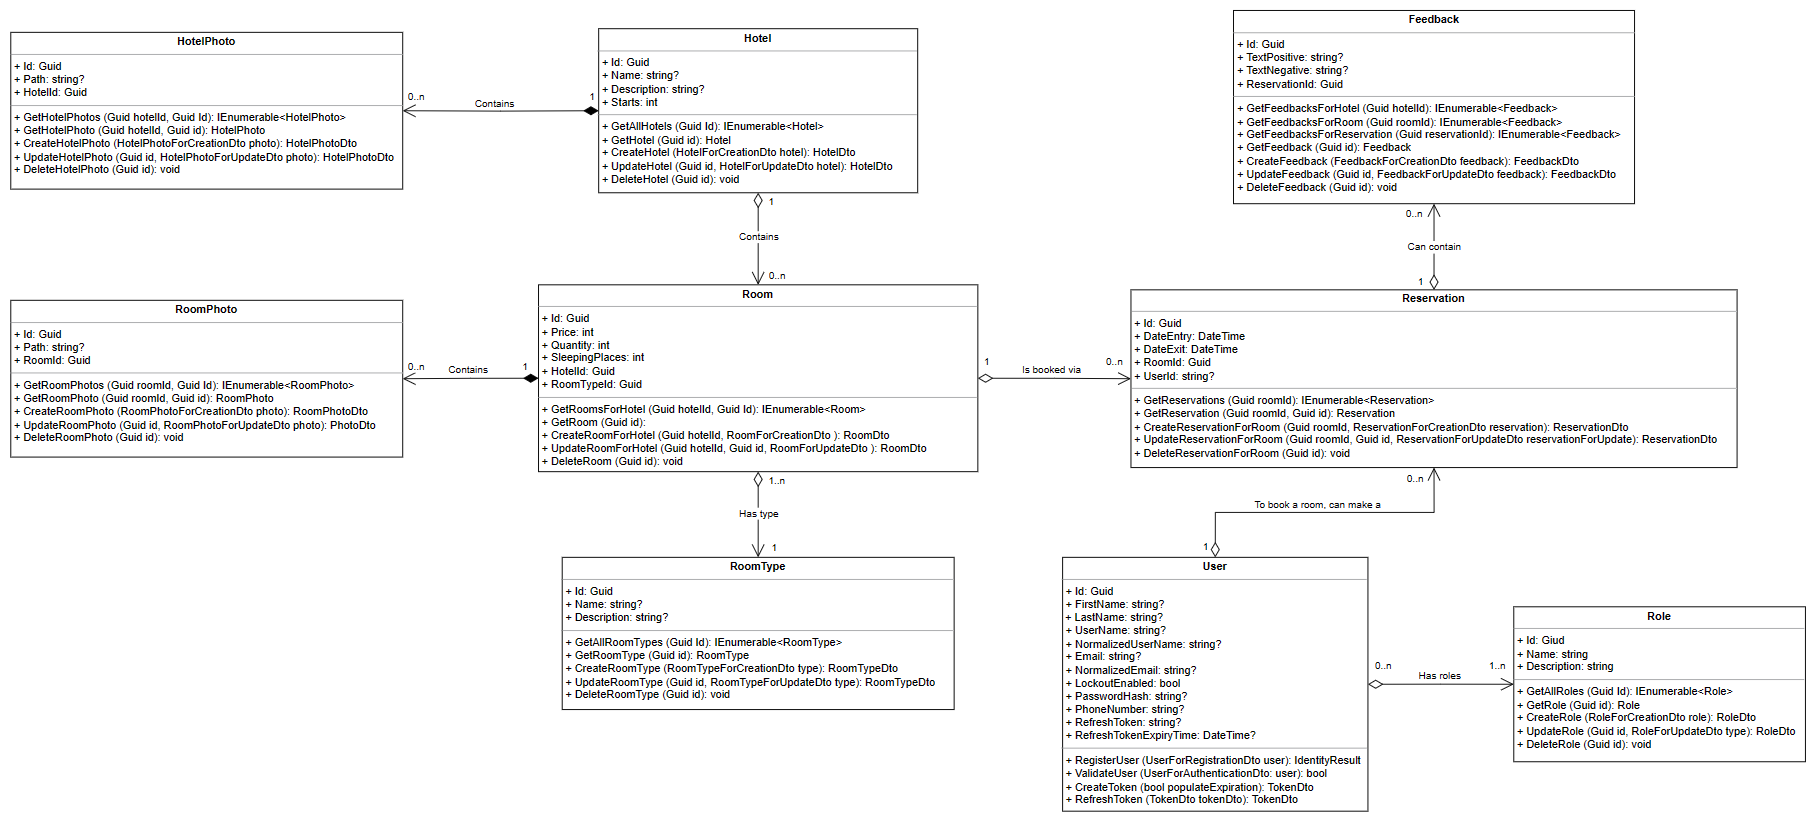 HotelPhoto
+ Id: Guid
+ Path: string?
+ HotelId: Guid
+ GetHotelPhotos (Guid hotelId, Guid Id): IEnumerable<HotelPhoto>
+ GetHotelPhoto (Guid hotelId, Guid id): HotelPhoto
+ CreateHotelPhoto (HotelPhotoForCreationDto photo): HotelPhotoDto
+ UpdateHotelPhoto (Guid id, HotelPhotoForUpdateDto photo): HotelPhotoDto
+ DeleteHotelPhoto (Guid id): void
0..n
Contains
1
Hotel
+ Id: Guid
+ Name: string?
+ Description: string?
+ Starts: int
+ GetAllHotels (Guid Id): IEnumerable<Hotel>
+ GetHotel (Guid id): Hotel
+ CreateHotel (HotelForCreationDto hotel): HotelDto
+ UpdateHotel (Guid id, HotelForUpdateDto hotel): HotelDto
+ DeleteHotel (Guid id): void
1
Contains
0..n
Feedback
+ Id: Guid
+ TextPositive: string?
+ TextNegative: string?
+ ReservationId: Guid
+ GetFeedbacksForHotel (Guid hotelId): IEnumerable<Feedback>
+ GetFeedbacksForRoom (Guid roomId): IEnumerable<Feedback>
+ GetFeedbacksForReservation (Guid reservationId): IEnumerable<Feedback>
+ GetFeedback (Guid id): Feedback
+ CreateFeedback (FeedbackForCreationDto feedback): FeedbackDto
+ UpdateFeedback (Guid id, FeedbackForUpdateDto feedback): FeedbackDto
+ DeleteFeedback (Guid id): void
0..n
Can contain
1
RoomPhoto
+ Id: Guid
+ Path: string?
+ RoomId: Guid
+ GetRoomPhotos (Guid roomId, Guid Id): IEnumerable<RoomPhoto>
+ GetRoomPhoto (Guid roomId, Guid id): RoomPhoto
+ CreateRoomPhoto (RoomPhotoForCreationDto photo): RoomPhotoDto
+ UpdateRoomPhoto (Guid id, RoomPhotoForUpdateDto photo): PhotoDto
+ DeleteRoomPhoto (Guid id): void
0..n
Contains
1
Room
+ Id: Guid
+ Price: int
+ Quantity: int
+ SleepingPlaces: int
+ HotelId: Guid
+ RoomTypeId: Guid
+ GetRoomsForHotel (Guid hotelId, Guid Id): IEnumerable<Room>
+ GetRoom (Guid id):
+ CreateRoomForHotel (Guid hotelId, RoomForCreationDto ): RoomDto
+ UpdateRoomForHotel (Guid hotelId, Guid id, RoomForUpdateDto ): RoomDto
+ DeleteRoom (Guid id): void
1
Is booked via
0..n
Reservation
+ Id: Guid
+ DateEntry: DateTime
+ DateExit: DateTime
+ RoomId: Guid
+ UserId: string?
+ GetReservations (Guid roomId): IEnumerable<Reservation>
+ GetReservation (Guid roomId, Guid id): Reservation
+ CreateReservationForRoom (Guid roomId, ReservationForCreationDto reservation): ReservationDto
+ UpdateReservationForRoom (Guid roomId, Guid id, ReservationForUpdateDto reservationForUpdate): ReservationDto
+ DeleteReservationForRoom (Guid id): void
1..n
Has type
1
0..n
To book a room, can make a
1
RoomType
+ Id: Guid
+ Name: string?
+ Description: string?
+ GetAllRoomTypes (Guid Id): IEnumerable<RoomType>
+ GetRoomType (Guid id): RoomType
+ CreateRoomType (RoomTypeForCreationDto type): RoomTypeDto
+ UpdateRoomType (Guid id, RoomTypeForUpdateDto type): RoomTypeDto
+ DeleteRoomType (Guid id): void
User
+ Id: Guid
+ FirstName: string?
+ LastName: string?
+ UserName: string?
+ NormalizedUserName: string?
+ Email: string?
+ NormalizedEmail: string?
+ LockoutEnabled: bool
+ PasswordHash: string?
+ PhoneNumber: string?
+ RefreshToken: string?
+ RefreshTokenExpiryTime: DateTime?
+ RegisterUser (UserForRegistrationDto user): IdentityResult
+ ValidateUser (UserForAuthenticationDto: user): bool
+ CreateToken (bool populateExpiration): TokenDto
+ RefreshToken (TokenDto tokenDto): TokenDto
0..n
Has roles
1..n
Role
+ Id: Giud
+ Name: string
+ Description: string
+ GetAllRoles (Guid Id): IEnumerable<Role>
+ GetRole (Guid id): Role
+ CreateRole (RoleForCreationDto role): RoleDto
+ UpdateRole (Guid id, RoleForUpdateDto type): RoleDto
+ DeleteRole (Guid id): void